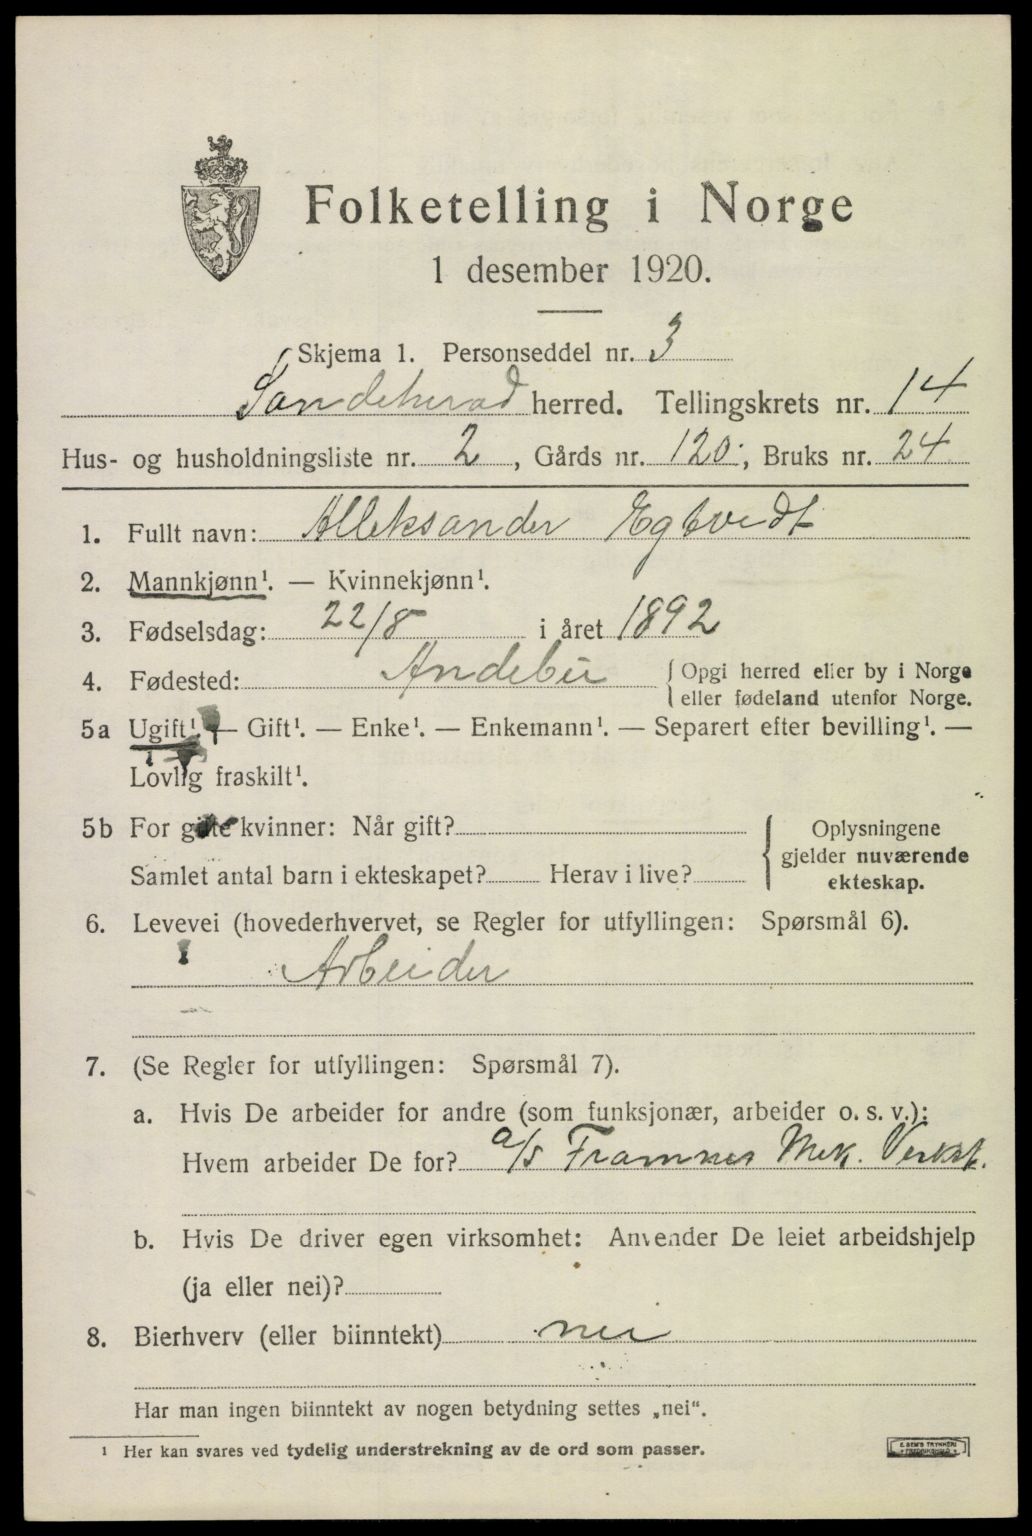 Folketelling i Norge
1 desember 1920.
Skjema 1. Personseddel nr. 3
Sandeherad herred. Tellingskrets nr. 14
Hus- og husholdningsliste nr. 2, Gårds nr. 120, Bruks nr. 24
1. Fullt navn: Alleksander Egtvedt
2. Mannkjønn¹. — Kvinnekjønn¹.
3. Fødselsdag: 22/8 i året 1892
4. Fødested: Andebu { Opgi herred eller by i Norge
eller fødeland utenfor Norge.
5a Ugift¹. — Gift¹. — Enke¹. — Enkemann¹. — Separert efter bevilling¹. —
Lovlig fraskilt¹.
5b For gifte kvinner: Når gift?
Samlet antal barn i ekteskapet? Herav i live?
{ Oplysningene
gjelder nuværende
ekteskap.
6. Levevei (hovederhvervet, se Regler for utfyllingen: Spørsmål 6).
Arbeider
7. (Se Regler for utfyllingen: Spørsmål 7).
a. Hvis De arbeider for andre (som funksjonær, arbeider o. s. v.):
Hvem arbeider De for? a/s Framnes Mek. Verkst.
b. Hvis De driver egen virksomhet: Anvender De leiet arbeidshjelp
(ja eller nei)?
8. Bierhverv (eller biinntekt) nei
Har man ingen biinntekt av nogen betydning settes „nei".
¹ Her kan svares ved tydelig understrekning av de ord som passer.